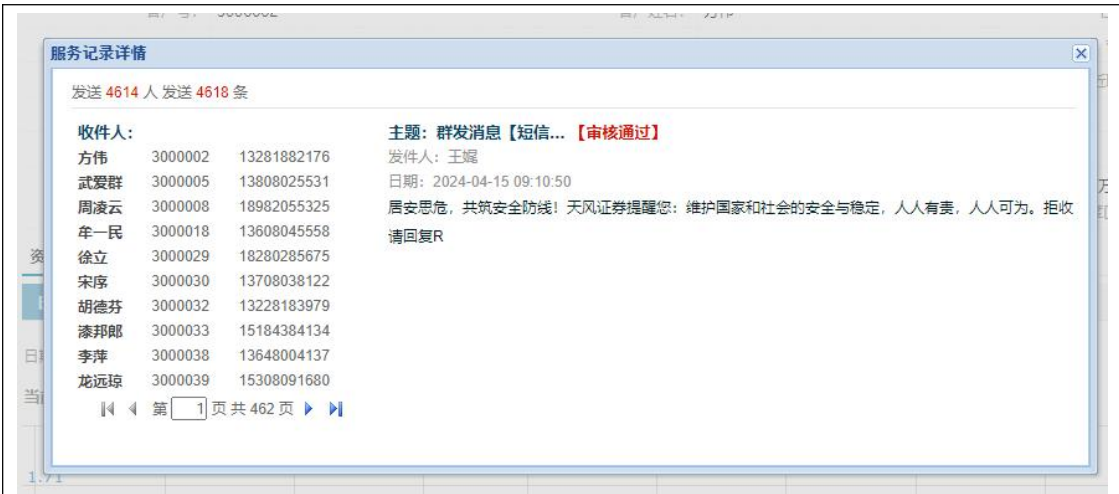 服务记录详情
发送 4614 人 发送 4618 条
收件人：
方伟 3000002 13281882176
武爱群 3000005 13808025531
周凌云 3000008 18982055325
牟一民 3000018 13608045558
徐立 3000029 18280285675
宋序 3000030 13708038122
胡德芬 3000032 13228183979
漆邦郎 3000033 15184384134
李萍 3000038 13648004137
龙远琼 3000039 15308091680
第 1 页 共 462 页
主题：群发消息【短信... 【审核通过】
发件人：王娓
日期：2024-04-15 09:10:50
居安思危，共筑安全防线！天风证券提醒您：维护国家和社会的安全与稳定，人人有责，人人可为。拒收
请回复R
资
日
当前
1.71